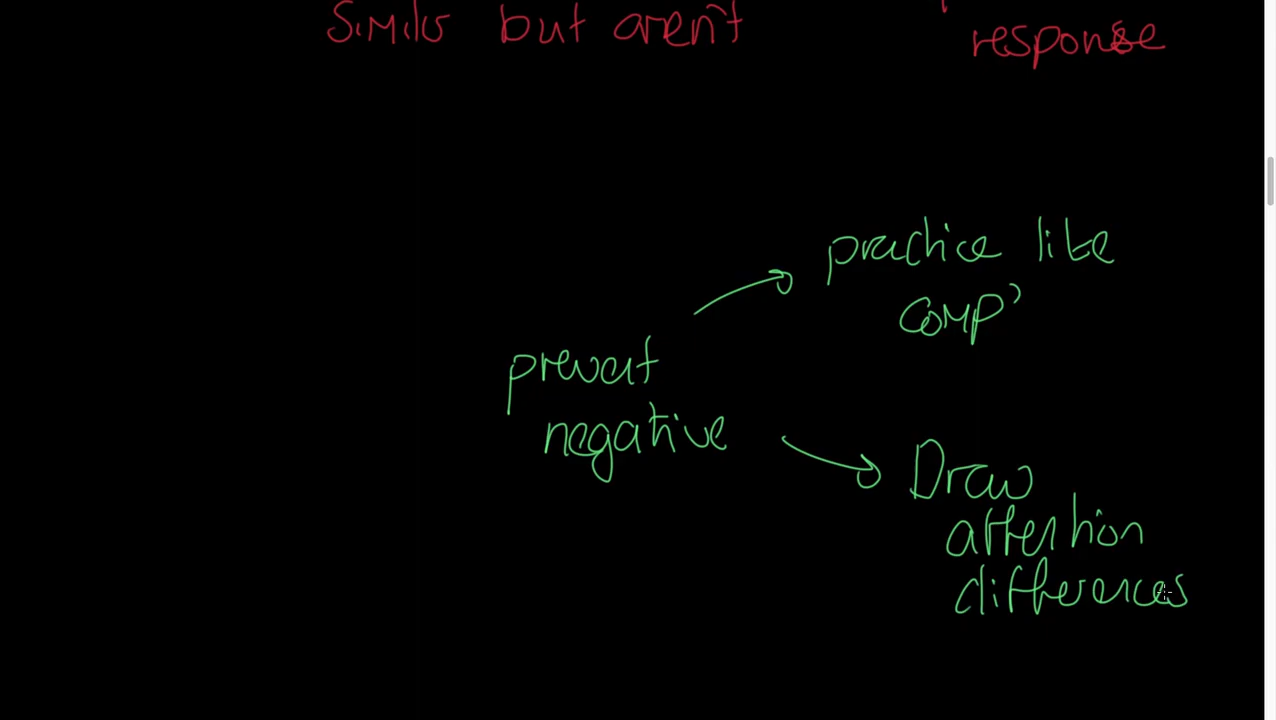 Similar but aren't
response
practice like
comp'
prevent
negative
Draw
attention
differences